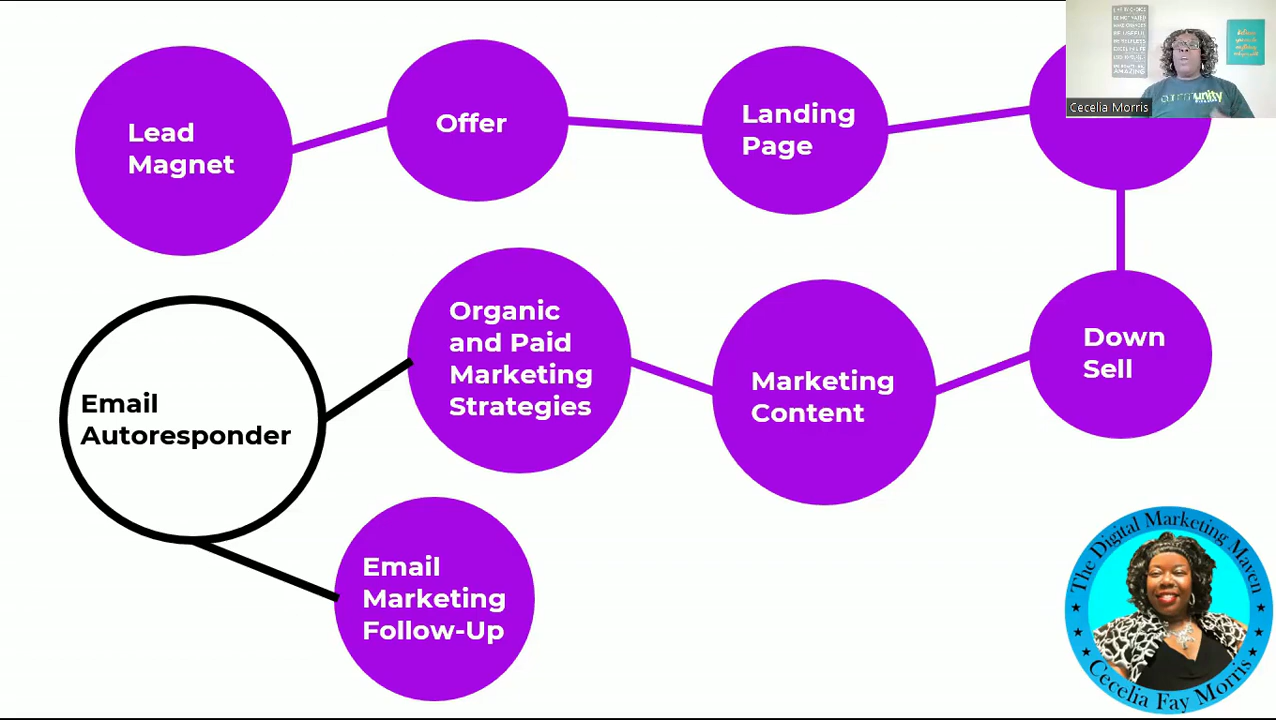 Lead
Magnet
Offer
Landing
Page
Cecelia Morris
Organic
and Paid
Marketing
Strategies
Marketing
Content
Down
Sell
Email
Autoresponder
Email
Marketing
Follow-Up
The Digital Marketing Maven
Cecelia Fay Morris